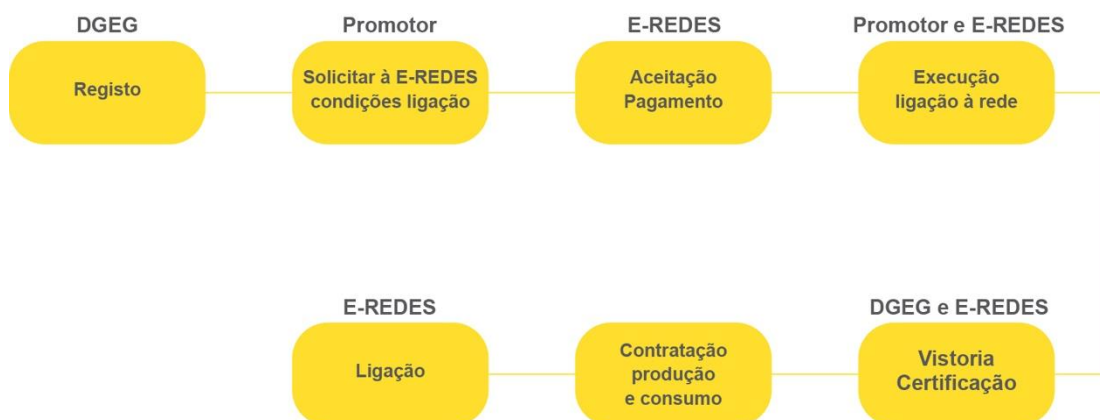 DGEG
Registo
Promotor
Solicitar à E-REDES
condições ligação
E-REDES
Aceitação
Pagamento
Promotor e E-REDES
Execução
ligação à rede
E-REDES
Ligação
Contratação
produção
e consumo
DGEG e E-REDES
Vistoria
Certificação